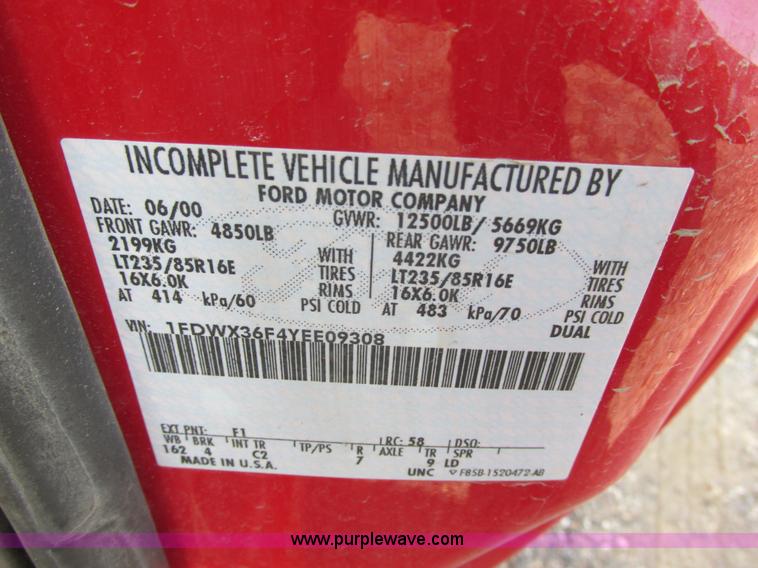 INCOMPLETE VEHICLE MANUFACTURED BY
FORD MOTOR COMPANY
DATE: 06/00 GVWR: 12500LB/ 5669KG
FRONT GAWR: 4850LB REAR GAWR: 9750LB
2199KG WITH 4422KG WITH
LT235/85R16E TIRES LT235/85R16E TIRES
16X6.0K RIMS 16X6.0K RIMS
AT 414 kPa/60 PSI COLD AT 483 kPa/70 PSI COLD
DUAL
VIN: 1FDWX36F4YEE09308
EXT PNT: F1 RC: 58 DSO:
WB BRK INT TR TP/PS R AXLE TR SPR
162 4 C2 7 9 LD
MADE IN U.S.A. UNC F85B-1520472-AB
www.purplewave.com